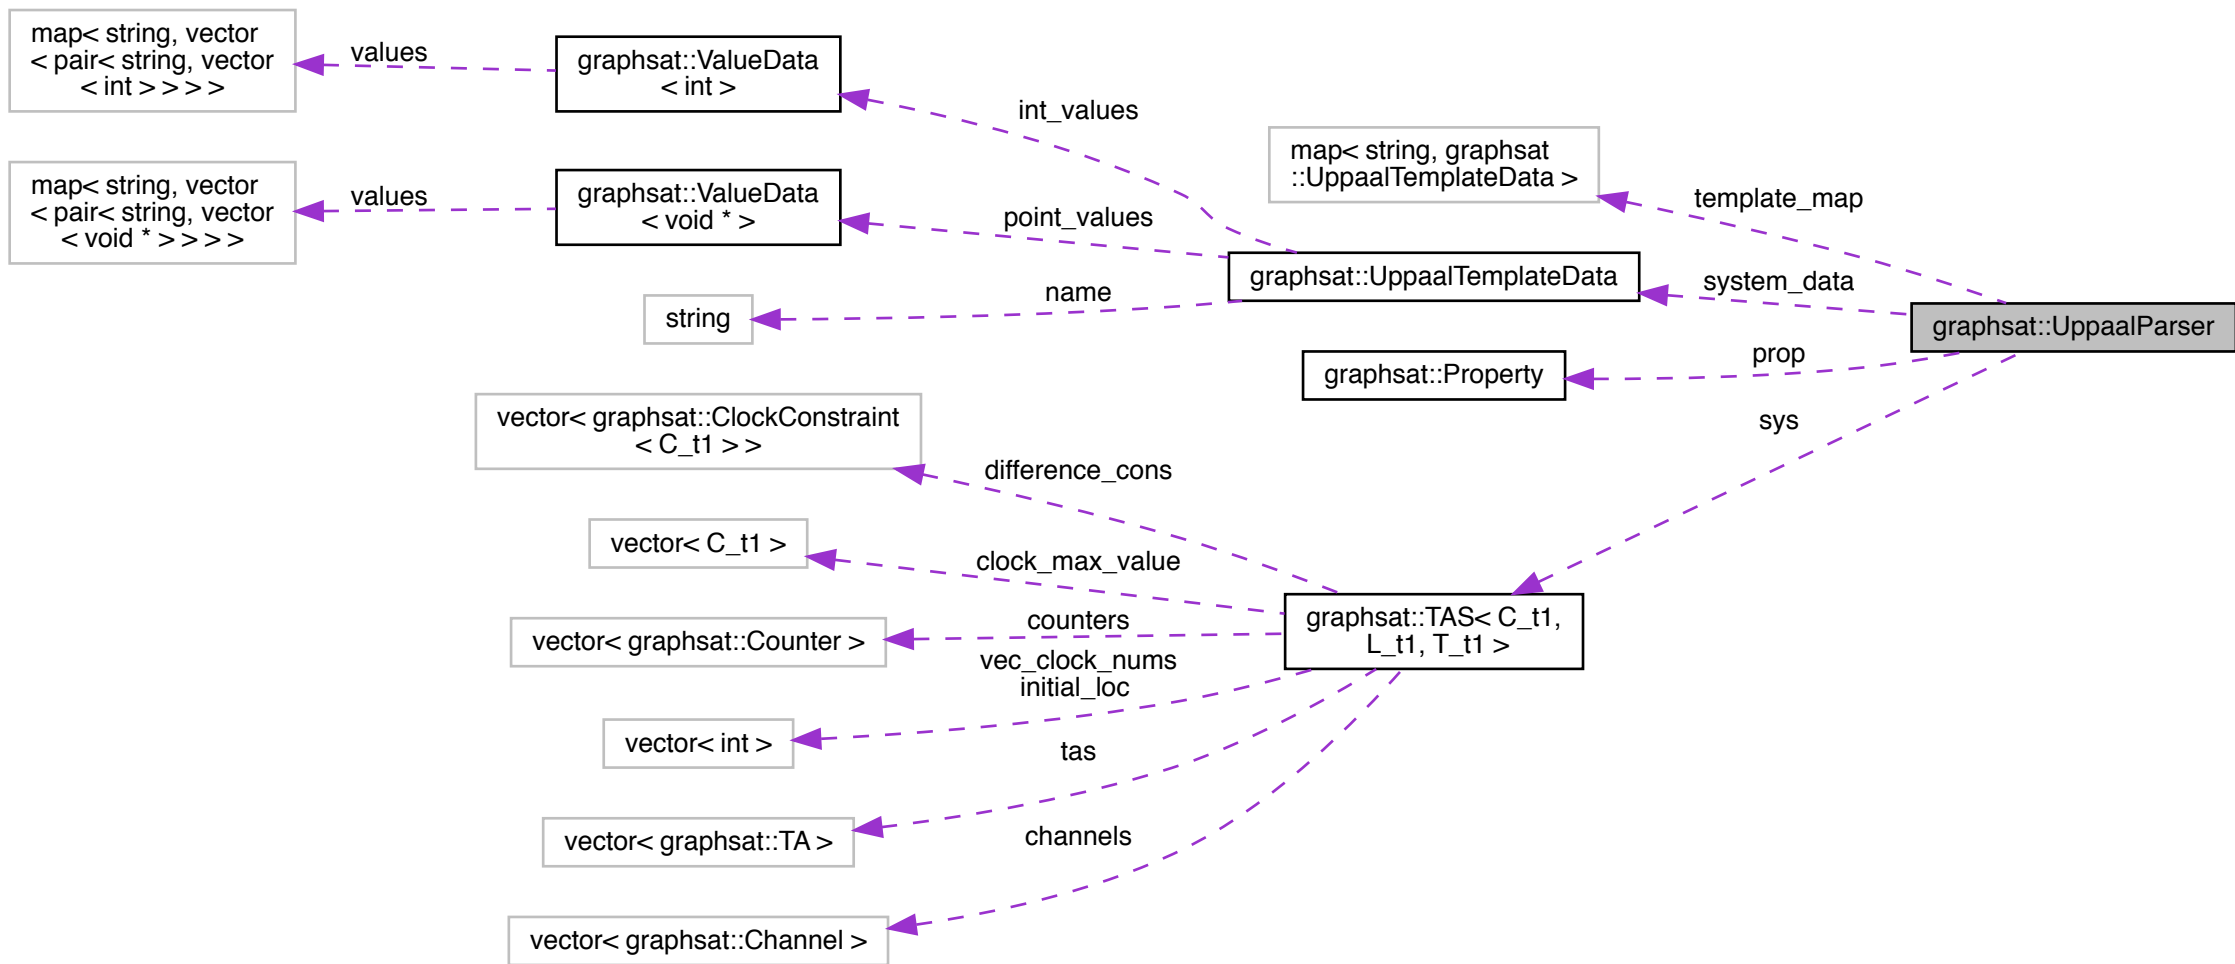 map< string, vector
< pair< string, vector
< int > > > >
values
graphsat::ValueData
< int >
int_values
map< string, graphsat
::UppaalTemplateData >
template_map
map< string, vector
< pair< string, vector
< void * > > > >
values
graphsat::ValueData
< void * >
point_values
graphsat::UppaalTemplateData
system_data
string
name
graphsat::UppaalParser
graphsat::Property
prop
sys
vector< graphsat::ClockConstraint
< C_t1 > >
difference_cons
vector< C_t1 >
clock_max_value
graphsat::TAS< C_t1,
L_t1, T_t1 >
vector< graphsat::Counter >
counters
vec_clock_nums
initial_loc
vector< int >
tas
vector< graphsat::TA >
channels
vector< graphsat::Channel >